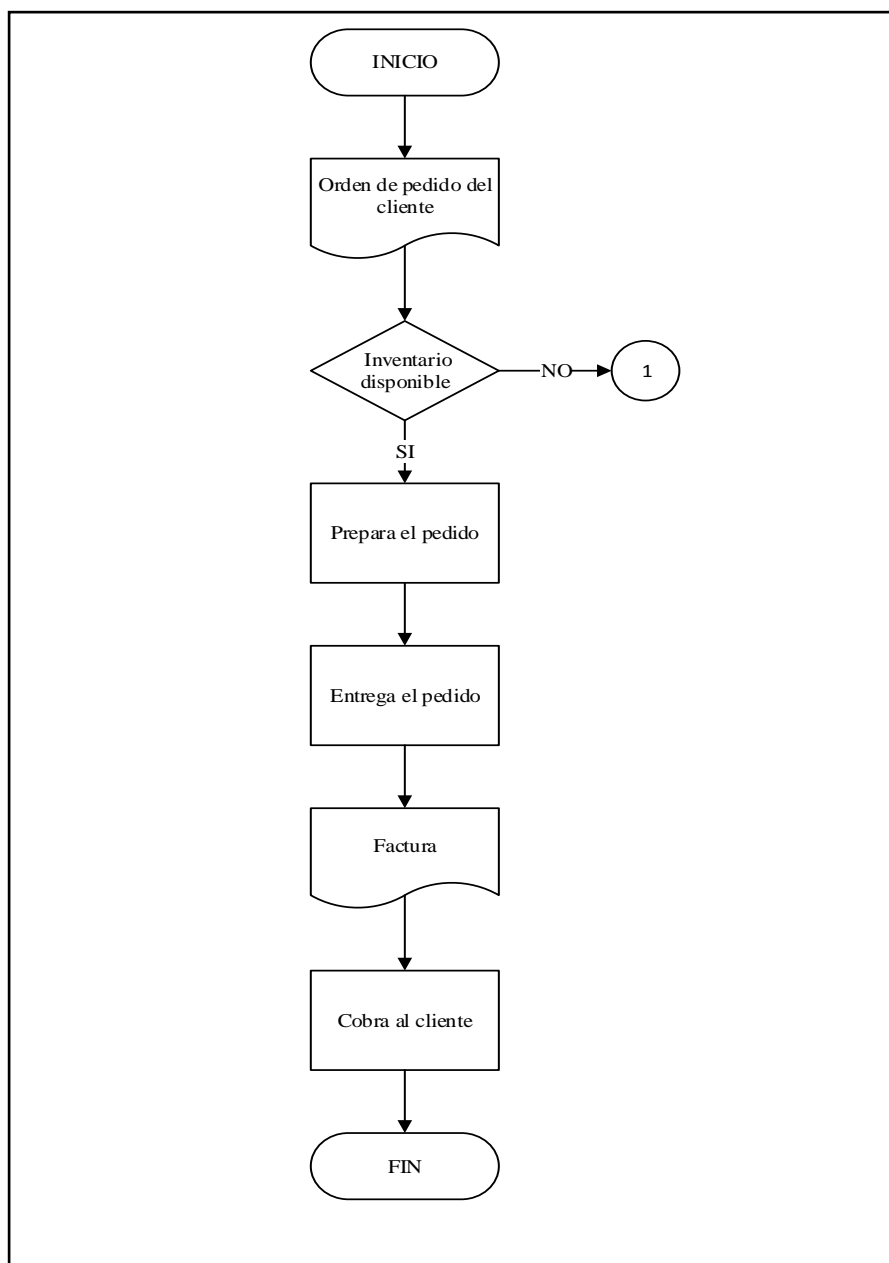 INICIO
Orden de pedido del
cliente
Inventario
disponible
NO
1
SI
Prepara el pedido
Entrega el pedido
Factura
Cobra al cliente
FIN